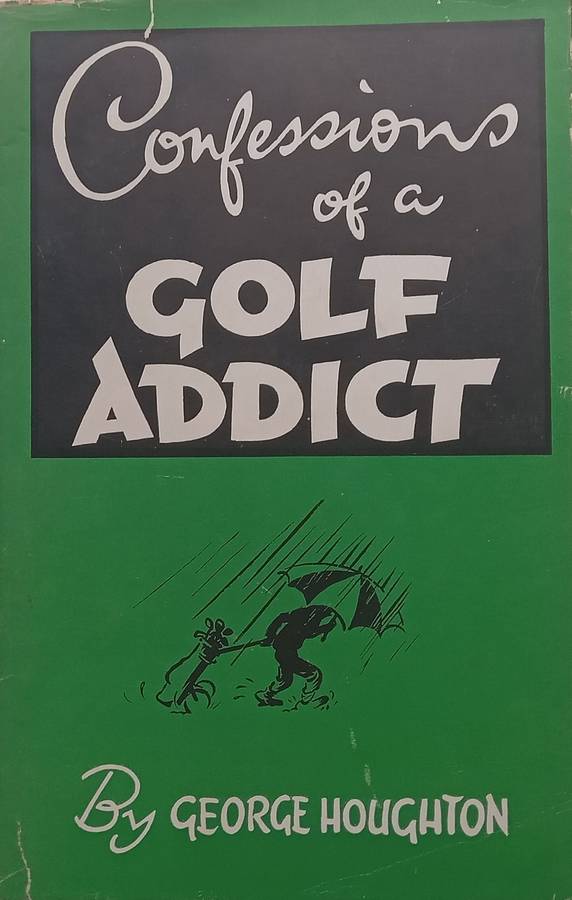 Confessions
of a
GOLF
ADDICT
By GEORGE HOUGHTON